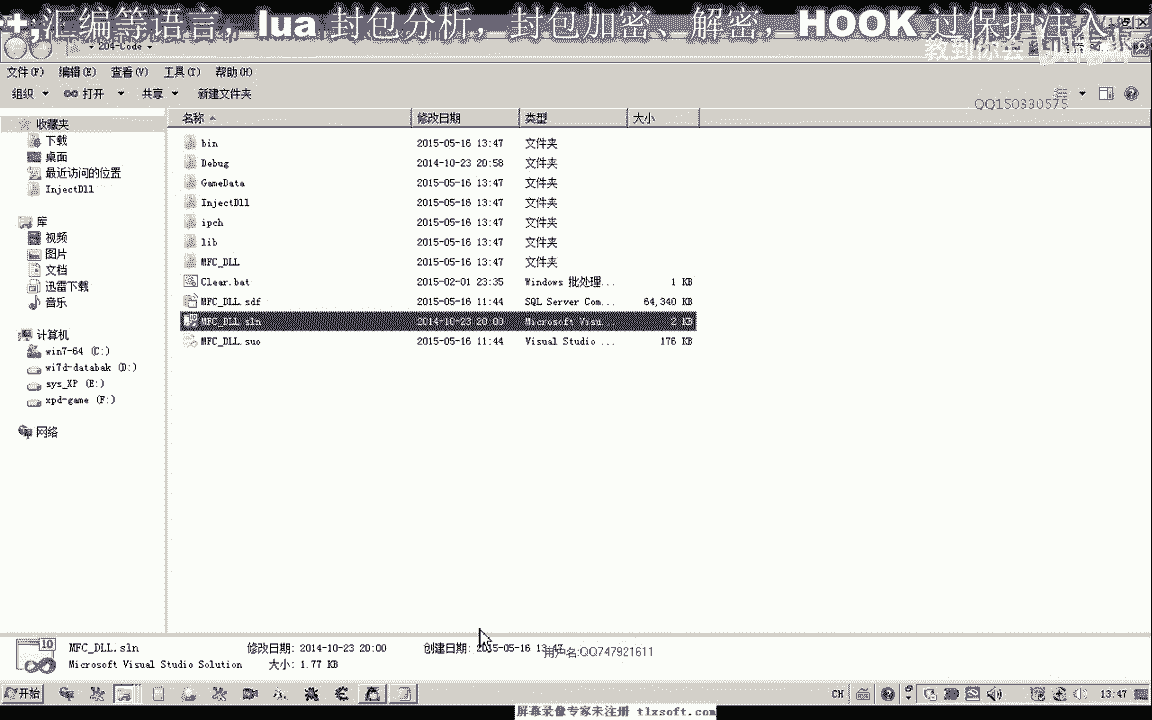 +,汇编等语言，lua 封包分析，封包加密、解密，HOOK 过保护注入
204-Code
教到你会
文件(F) 编辑(E) 查看(V) 工具(T) 帮助(H)
组织 打开 共享 新建文件夹
QQ150330575
收藏夹
下载
桌面
最近访问的位置
InjectDll
库
视频
图片
文档
迅雷下载
音乐
计算机
win7-64 (C:)
wi7d-databak (D:)
sys_XP (E:)
xpd-game (F:)
网络
名称 修改日期 类型 大小
bin 2015-05-16 13:47 文件夹
Debug 2014-10-23 20:58 文件夹
GameData 2015-05-16 13:47 文件夹
InjectDll 2015-05-16 13:47 文件夹
ipch 2015-05-16 13:47 文件夹
lib 2015-05-16 13:47 文件夹
MFC_DLL 2015-05-16 13:47 文件夹
Clear.bat 2015-02-01 23:35 Windows 批处理... 1 KB
MFC_DLL.sdf 2015-05-16 11:44 SQL Server Com... 64,340 KB
MFC_DLL.sln 2014-10-23 20:00 Microsoft Visu... 2 KB
MFC_DLL.suo 2015-05-16 11:44 Visual Studio ... 176 KB
10
MFC_DLL.sln 修改日期: 2014-10-23 20:00 创建日期: 2015-05-16 13:47
Microsoft Visual Studio Solution 大小: 1.77 KB
用户名:QQ747921611
开始 CH 13:47
屏幕录像专家未注册 tlxsoft.com